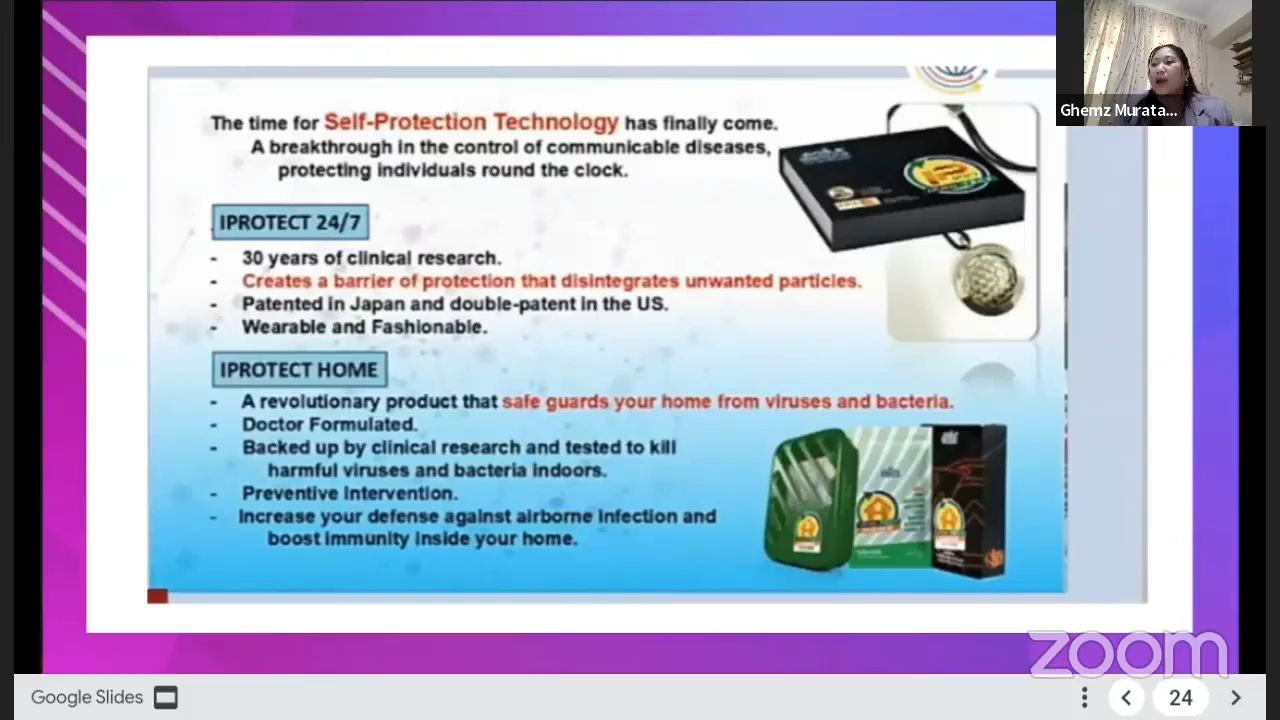 The time for Self-Protection Technology has finally come.
A breakthrough in the control of communicable diseases,
protecting individuals round the clock.
IPROTECT 24/7
- 30 years of clinical research.
- Creates a barrier of protection that disintegrates unwanted particles.
- Patented in Japan and double-patent in the US.
- Wearable and Fashionable.
IPROTECT HOME
- A revolutionary product that safe guards your home from viruses and bacteria.
- Doctor Formulated.
- Backed up by clinical research and tested to kill
harmful viruses and bacteria indoors.
- Preventive Intervention.
- Increase your defense against airborne infection and
boost immunity inside your home.
Ghemz Murata...
zoom
Google Slides
24